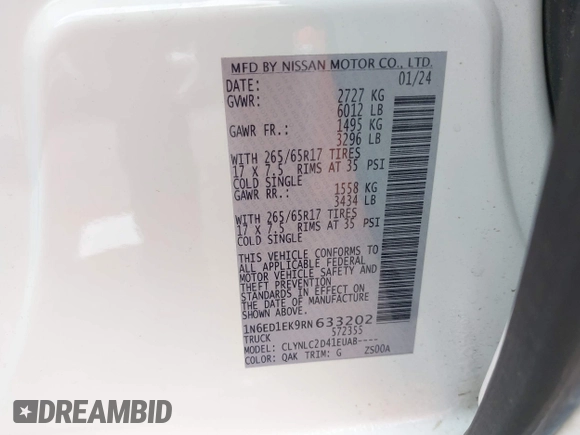 MFD BY NISSAN MOTOR CO., LTD.
DATE: 01/24
GVWR: 2727 KG
6012 LB
GAWR FR.: 1495 KG
3296 LB
WITH 265/65R17 TIRES
17 X 7.5 RIMS AT 35 PSI
COLD SINGLE
GAWR RR.: 1558 KG
3434 LB
WITH 265/65R17 TIRES
17 X 7.5 RIMS AT 35 PSI
COLD SINGLE
THIS VEHICLE CONFORMS TO
ALL APPLICABLE FEDERAL
MOTOR VEHICLE SAFETY AND
THEFT PREVENTION
STANDARDS IN EFFECT ON
THE DATE OF MANUFACTURE
SHOWN ABOVE.
1N6ED1EK9RN633202
TRUCK 572355
MODEL: CLYNLC2D41EUAB----
COLOR: QAK TRIM: G ZS00A
DREAMBID